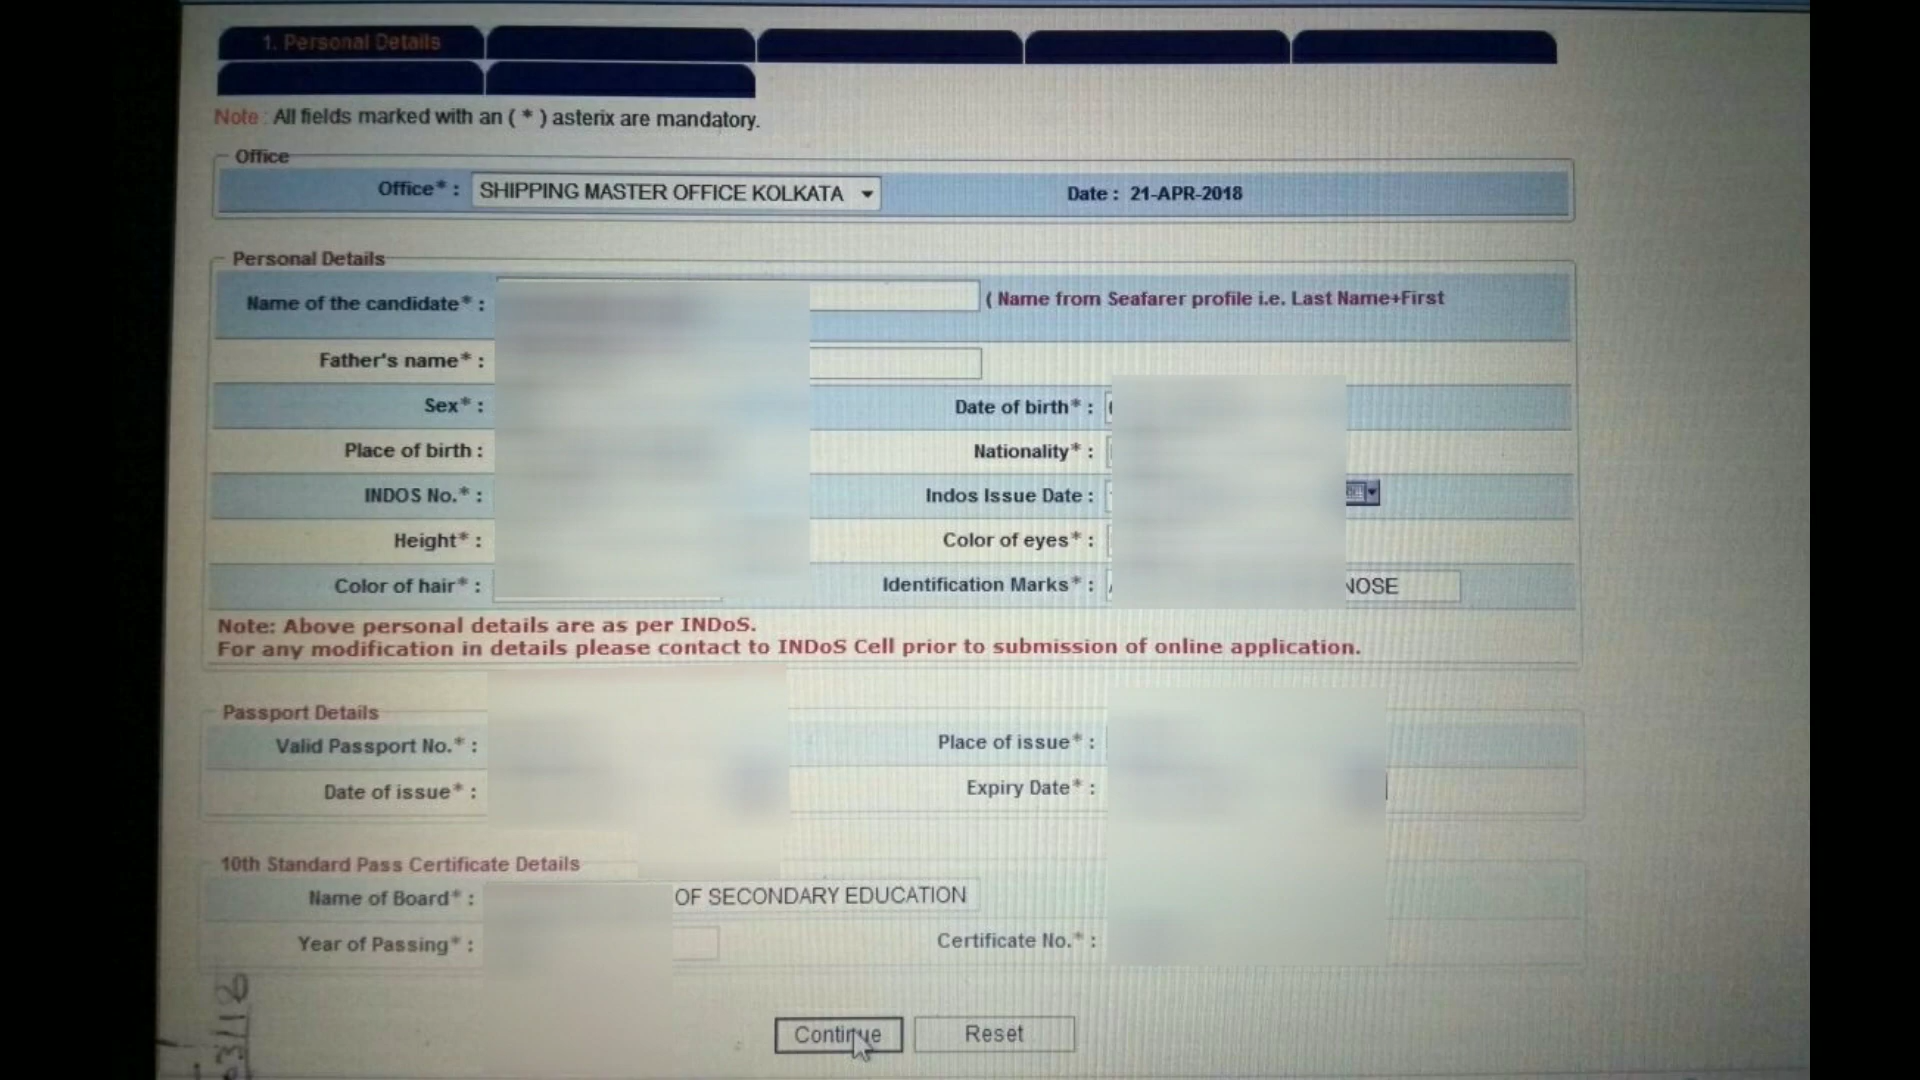 1. Personal Details
Note : All fields marked with an ( * ) asterix are mandatory.
Office
Office* : SHIPPING MASTER OFFICE KOLKATA Date : 21-APR-2018
Personal Details
Name of the candidate* : ( Name from Seafarer profile i.e. Last Name+First
Father's name* :
Sex* : Date of birth* :
Place of birth : Nationality* :
INDOS No.* : Indos Issue Date :
Height* : Color of eyes* :
Color of hair* : Identification Marks* : NOSE
Note: Above personal details are as per INDoS.
For any modification in details please contact to INDoS Cell prior to submission of online application.
Passport Details
Valid Passport No.* : Place of issue* :
Date of issue* : Expiry Date* :
10th Standard Pass Certificate Details
Name of Board* : OF SECONDARY EDUCATION
Year of Passing* : Certificate No.* :
Continue Reset